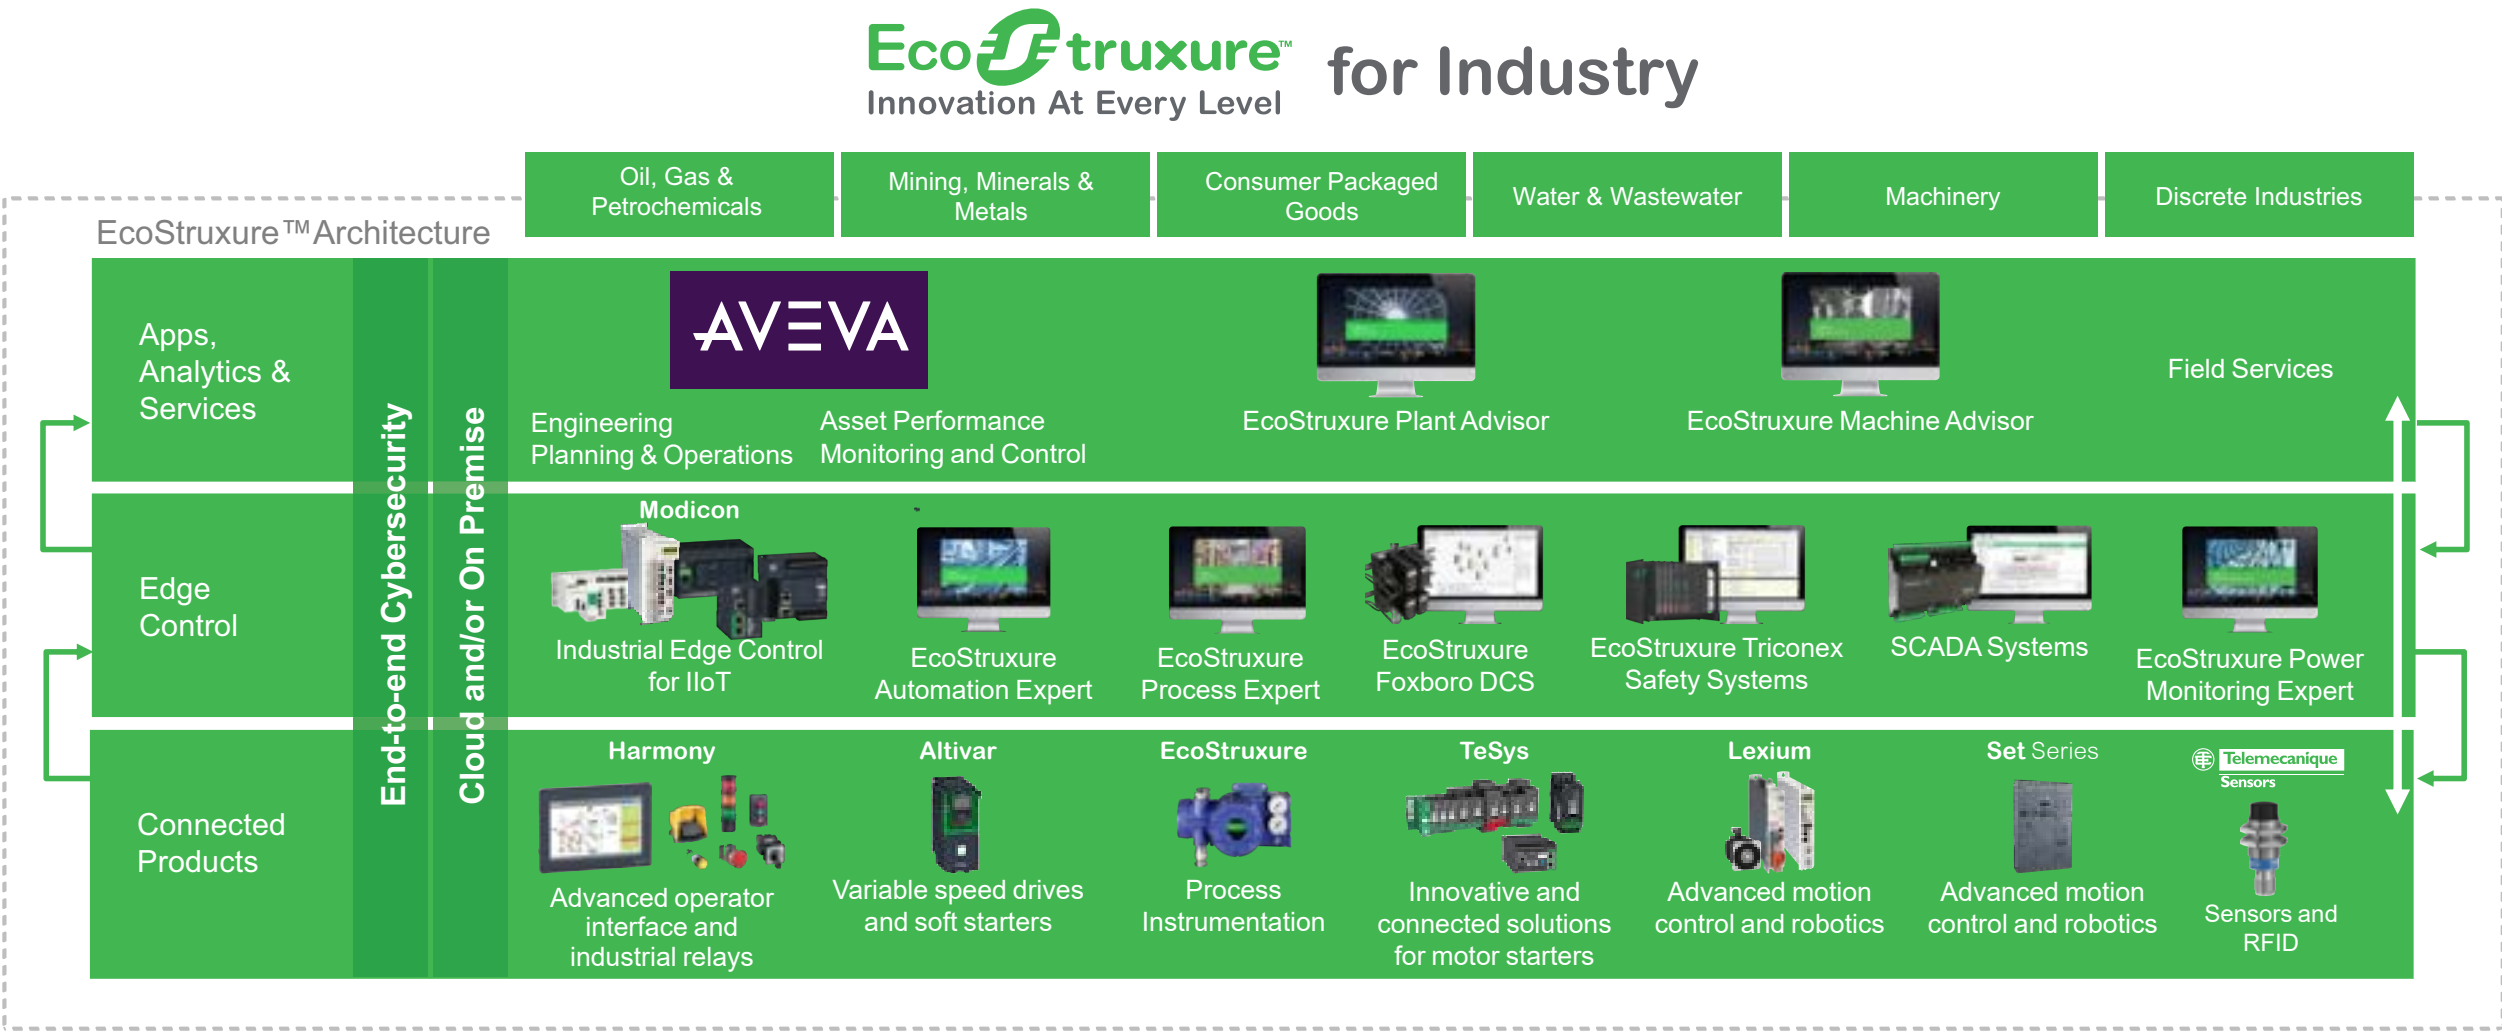 EcoStruxure™
Innovation At Every Level
for Industry
Oil, Gas &
Petrochemicals
Mining, Minerals &
Metals
Consumer Packaged
Goods
Water & Wastewater
Machinery
Discrete Industries
EcoStruxure™Architecture
Apps,
Analytics &
Services
End-to-end Cybersecurity
Cloud and/or On Premise
AVEVA
Engineering
Planning & Operations
Asset Performance
Monitoring and Control
EcoStruxure Plant Advisor
EcoStruxure Machine Advisor
Field Services
Edge
Control
Modicon
Industrial Edge Control
for IIoT
EcoStruxure
Automation Expert
EcoStruxure
Process Expert
EcoStruxure
Foxboro DCS
EcoStruxure Triconex
Safety Systems
SCADA Systems
EcoStruxure Power
Monitoring Expert
Connected
Products
Harmony
Advanced operator
interface and
industrial relays
Altivar
Variable speed drives
and soft starters
EcoStruxure
Process
Instrumentation
TeSys
Innovative and
connected solutions
for motor starters
Lexium
Advanced motion
control and robotics
Set Series
Advanced motion
control and robotics
Telemecanique
Sensors
Sensors and
RFID